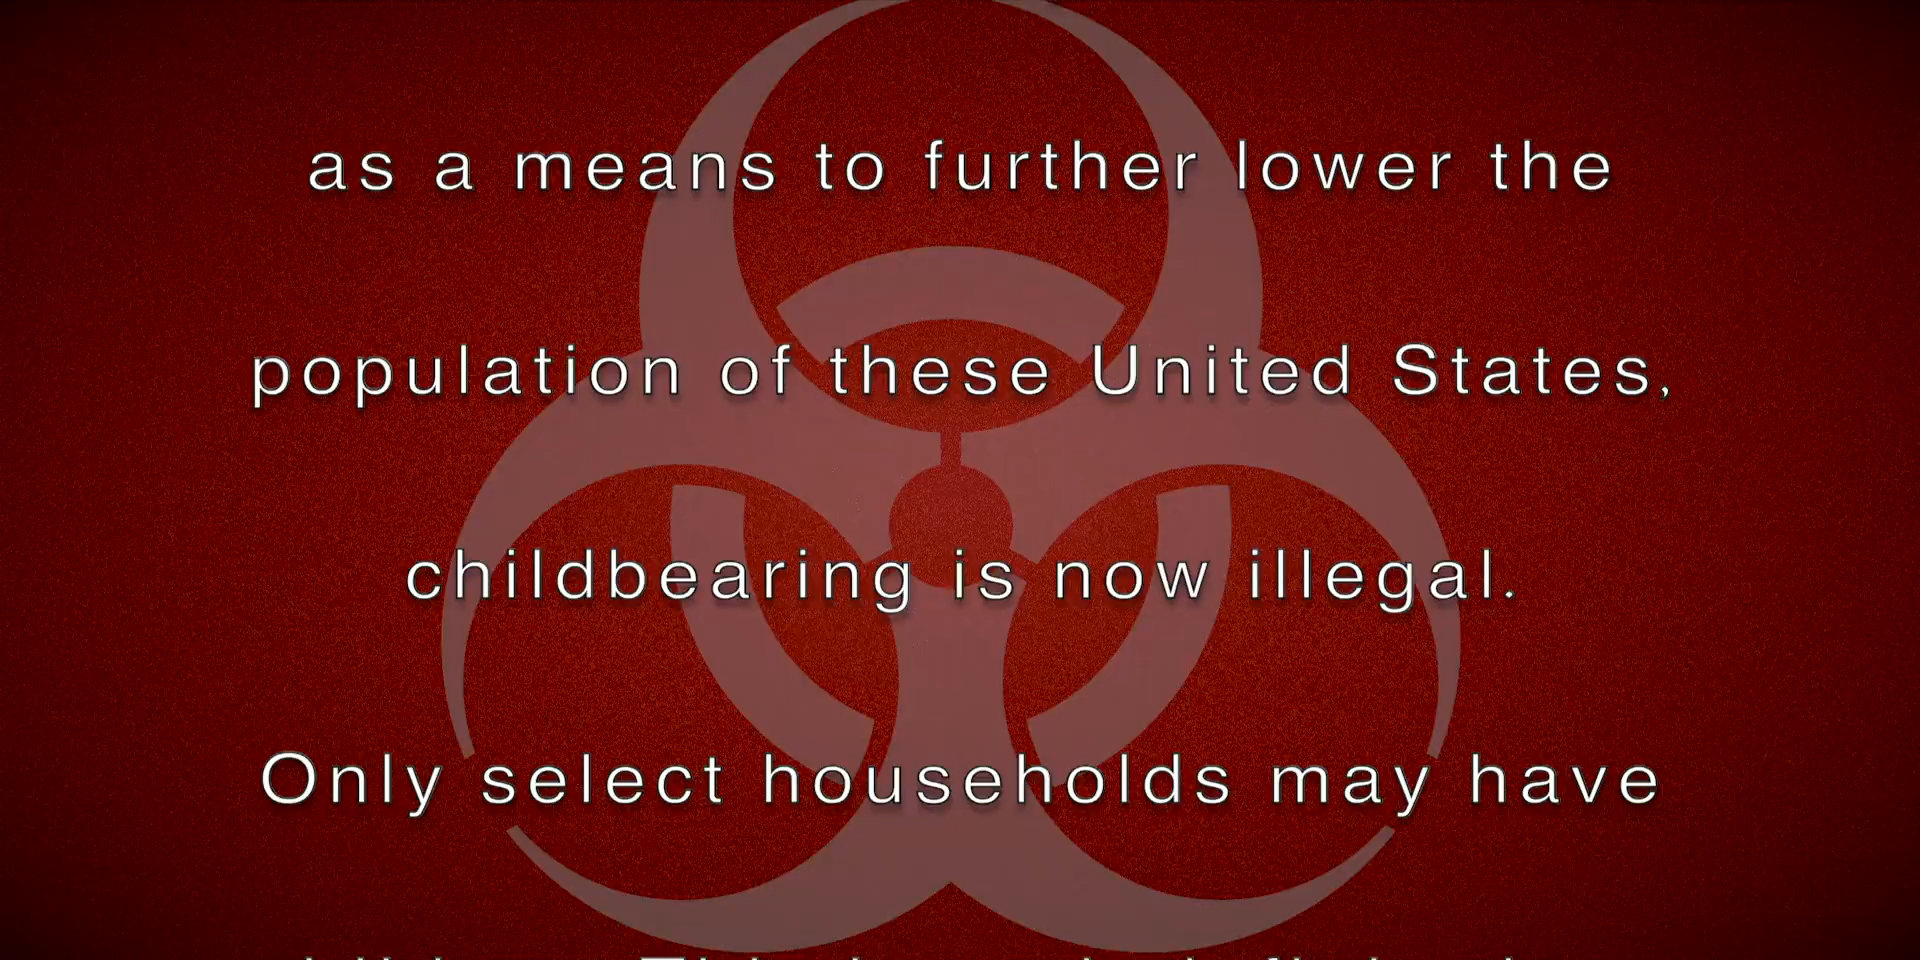 as a means to further lower the
population of these United States,
childbearing is now illegal.
Only select households may have